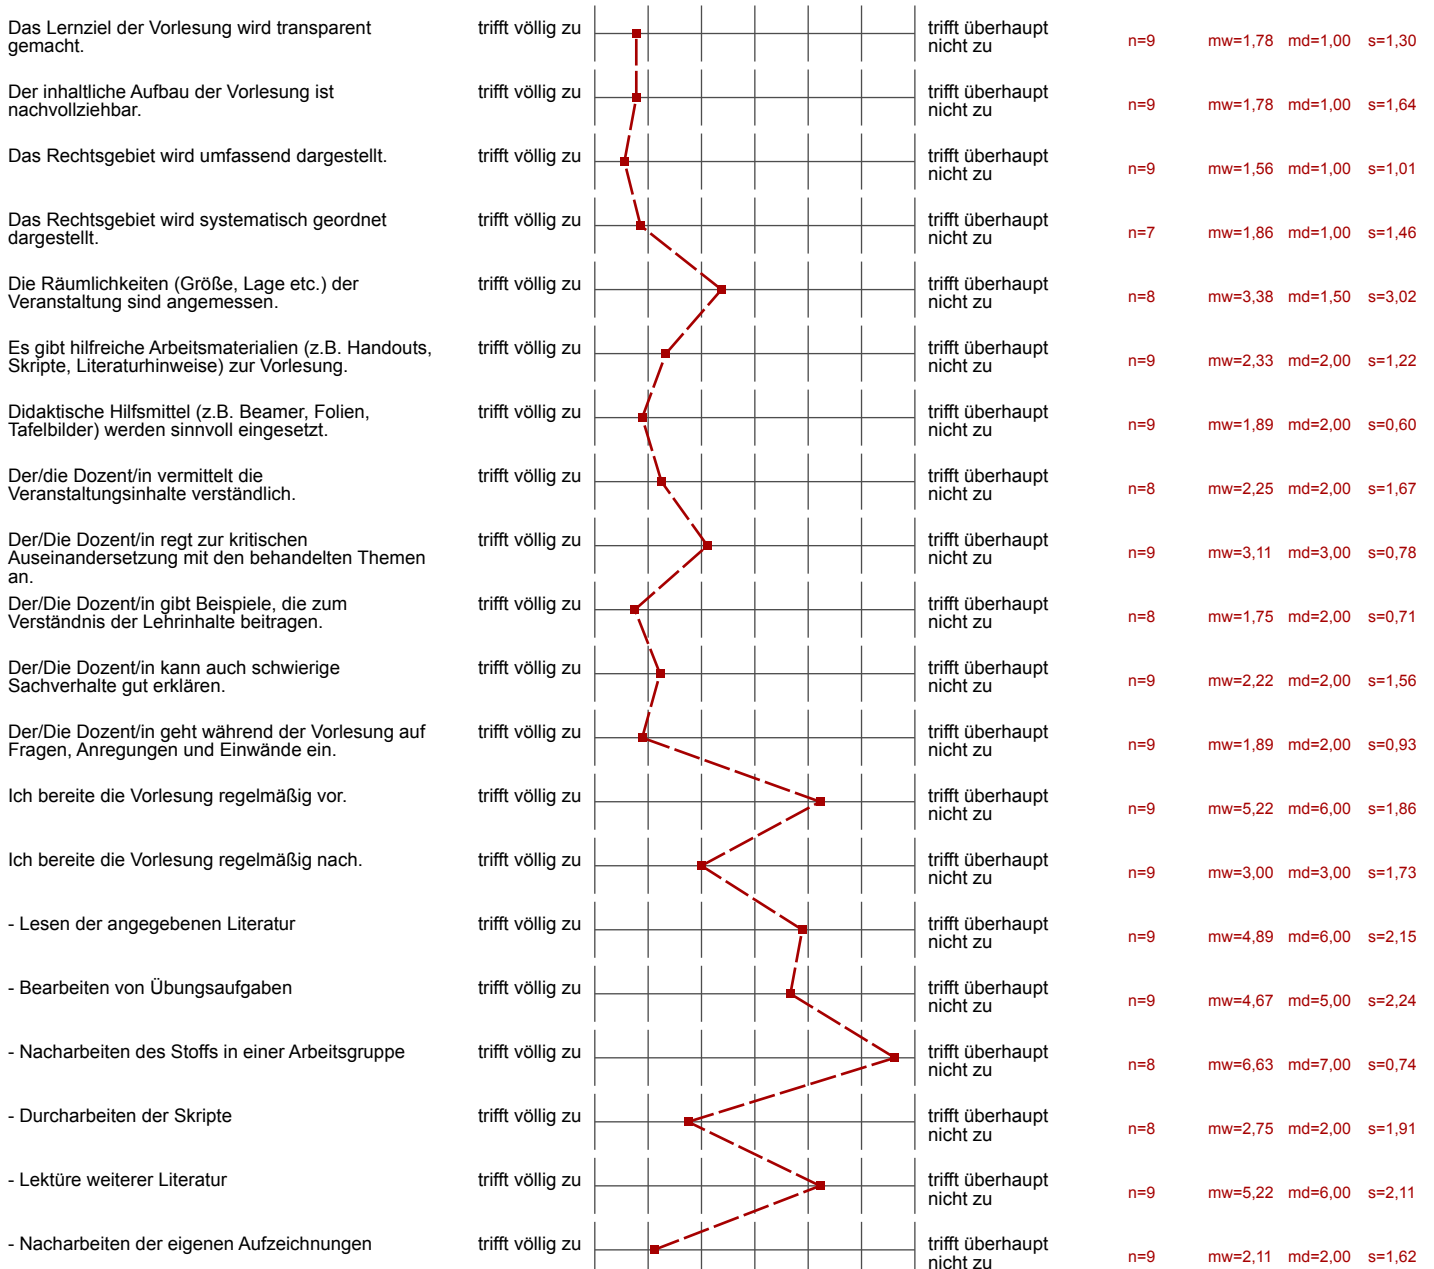 Das Lernziel der Vorlesung wird transparent
gemacht.
trifft völlig zu
trifft überhaupt
nicht zu
n=9 mw=1,78 md=1,00 s=1,30
Der inhaltliche Aufbau der Vorlesung ist
nachvollziehbar.
trifft völlig zu
trifft überhaupt
nicht zu
n=9 mw=1,78 md=1,00 s=1,64
Das Rechtsgebiet wird umfassend dargestellt.
trifft völlig zu
trifft überhaupt
nicht zu
n=9 mw=1,56 md=1,00 s=1,01
Das Rechtsgebiet wird systematisch geordnet
dargestellt.
trifft völlig zu
trifft überhaupt
nicht zu
n=7 mw=1,86 md=1,00 s=1,46
Die Räumlichkeiten (Größe, Lage etc.) der
Veranstaltung sind angemessen.
trifft völlig zu
trifft überhaupt
nicht zu
n=8 mw=3,38 md=1,50 s=3,02
Es gibt hilfreiche Arbeitsmaterialien (z.B. Handouts,
Skripte, Literaturhinweise) zur Vorlesung.
trifft völlig zu
trifft überhaupt
nicht zu
n=9 mw=2,33 md=2,00 s=1,22
Didaktische Hilfsmittel (z.B. Beamer, Folien,
Tafelbilder) werden sinnvoll eingesetzt.
trifft völlig zu
trifft überhaupt
nicht zu
n=9 mw=1,89 md=2,00 s=0,60
Der/die Dozent/in vermittelt die
Veranstaltungsinhalte verständlich.
trifft völlig zu
trifft überhaupt
nicht zu
n=8 mw=2,25 md=2,00 s=1,67
Der/Die Dozent/in regt zur kritischen
Auseinandersetzung mit den behandelten Themen
an.
trifft völlig zu
trifft überhaupt
nicht zu
n=9 mw=3,11 md=3,00 s=0,78
Der/Die Dozent/in gibt Beispiele, die zum
Verständnis der Lehrinhalte beitragen.
trifft völlig zu
trifft überhaupt
nicht zu
n=8 mw=1,75 md=2,00 s=0,71
Der/Die Dozent/in kann auch schwierige
Sachverhalte gut erklären.
trifft völlig zu
trifft überhaupt
nicht zu
n=9 mw=2,22 md=2,00 s=1,56
Der/Die Dozent/in geht während der Vorlesung auf
Fragen, Anregungen und Einwände ein.
trifft völlig zu
trifft überhaupt
nicht zu
n=9 mw=1,89 md=2,00 s=0,93
Ich bereite die Vorlesung regelmäßig vor.
trifft völlig zu
trifft überhaupt
nicht zu
n=9 mw=5,22 md=6,00 s=1,86
Ich bereite die Vorlesung regelmäßig nach.
trifft völlig zu
trifft überhaupt
nicht zu
n=9 mw=3,00 md=3,00 s=1,73
- Lesen der angegebenen Literatur
trifft völlig zu
trifft überhaupt
nicht zu
n=9 mw=4,89 md=6,00 s=2,15
- Bearbeiten von Übungsaufgaben
trifft völlig zu
trifft überhaupt
nicht zu
n=9 mw=4,67 md=5,00 s=2,24
- Nacharbeiten des Stoffs in einer Arbeitsgruppe
trifft völlig zu
trifft überhaupt
nicht zu
n=8 mw=6,63 md=7,00 s=0,74
- Durcharbeiten der Skripte
trifft völlig zu
trifft überhaupt
nicht zu
n=8 mw=2,75 md=2,00 s=1,91
- Lektüre weiterer Literatur
trifft völlig zu
trifft überhaupt
nicht zu
n=9 mw=5,22 md=6,00 s=2,11
- Nacharbeiten der eigenen Aufzeichnungen
trifft völlig zu
trifft überhaupt
nicht zu
n=9 mw=2,11 md=2,00 s=1,62